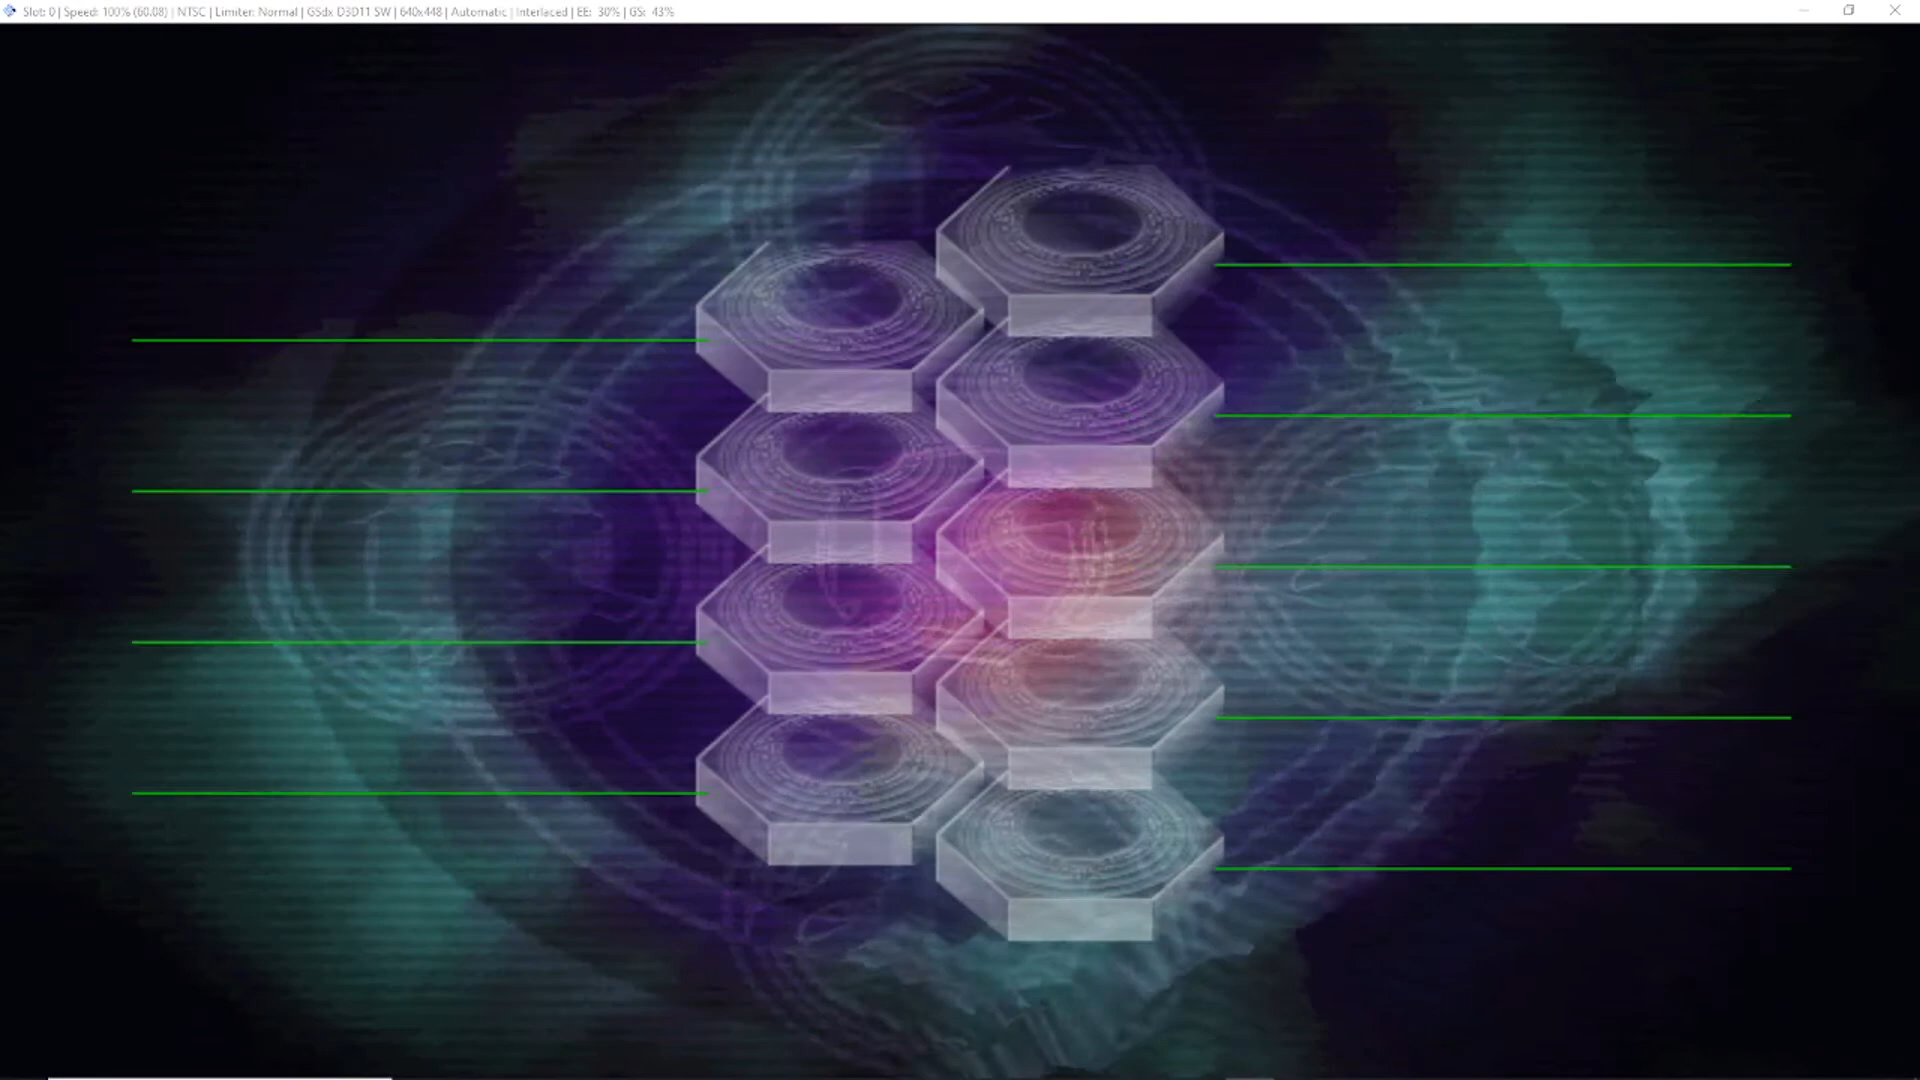 Slot: 0 | Speed: 100% (60.08) | NTSC | Limiter: Normal | GSdx D3D11 SW | 640x448 | Automatic | Interlaced | EE: 30% | GS: 43%